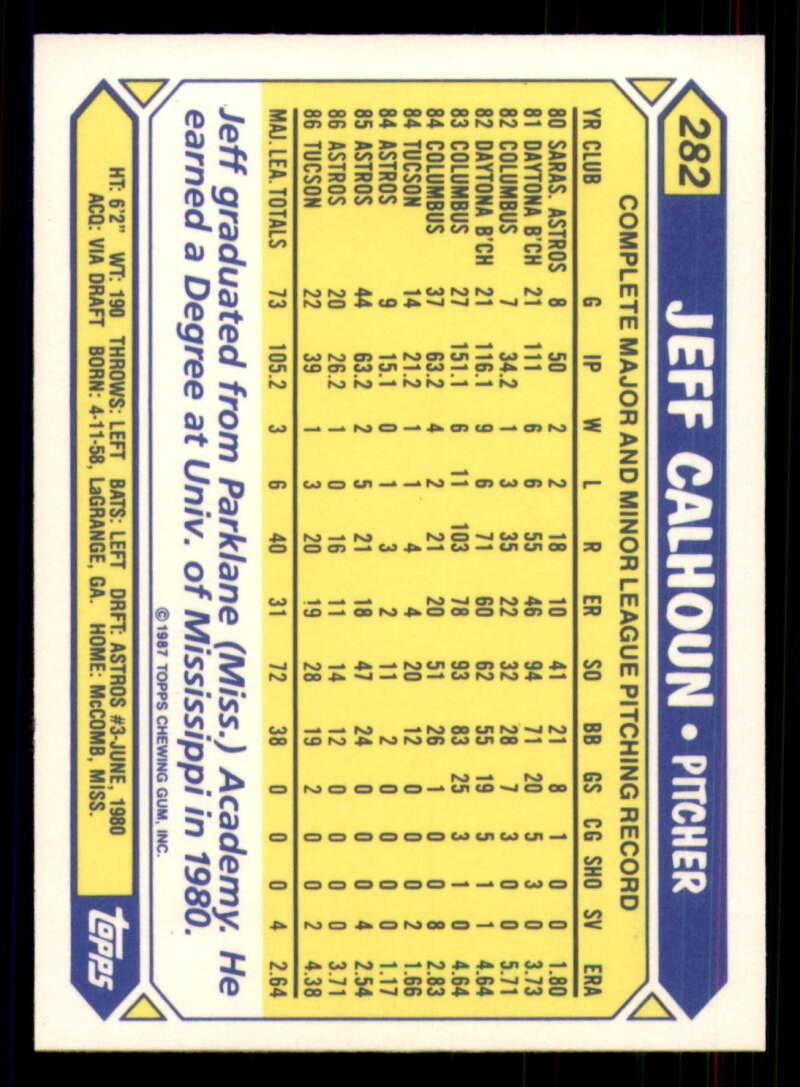 282 JEFF CALHOUN • PITCHER
COMPLETE MAJOR AND MINOR LEAGUE PITCHING RECORD
YR CLUB G IP W L R ER SO BB GS CG SHO SV ERA
80 SARAS. ASTROS 8 50 2 2 18 10 41 21 8 1 0 0 1.80
81 DAYTONA B'CH 21 111 6 6 55 46 94 71 20 5 3 0 3.73
82 COLUMBUS 7 34.2 1 3 35 22 32 28 7 3 0 0 5.71
82 DAYTONA B'CH 21 116.1 9 6 71 60 62 55 19 5 1 1 4.64
83 COLUMBUS 27 151.1 6 11 103 78 93 83 25 3 1 0 4.64
84 COLUMBUS 37 63.2 4 2 21 20 51 26 1 0 0 8 2.83
84 TUCSON 14 21.2 1 1 4 4 20 12 0 0 0 2 1.66
84 ASTROS 9 15.1 0 1 3 2 11 2 0 0 0 0 1.17
85 ASTROS 44 63.2 2 5 21 18 47 24 0 0 0 4 2.54
86 ASTROS 20 26.2 1 0 16 11 14 12 0 0 0 0 3.71
86 TUCSON 22 39 1 3 20 19 28 19 2 0 0 2 4.38
MAJ. LEA. TOTALS 73 105.2 3 6 40 31 72 38 0 0 0 4 2.64
Jeff graduated from Parklane (Miss.) Academy. He
earned a Degree at Univ. of Mississippi in 1980.
© 1987 TOPPS CHEWING GUM, INC.
HT: 6'2" WT: 190 THROWS: LEFT BATS: LEFT DRFT: ASTROS #3-JUNE, 1980
ACQ: VIA DRAFT BORN: 4-11-58, LaGRANGE, GA. HOME: McCOMB, MISS.
TOPPS